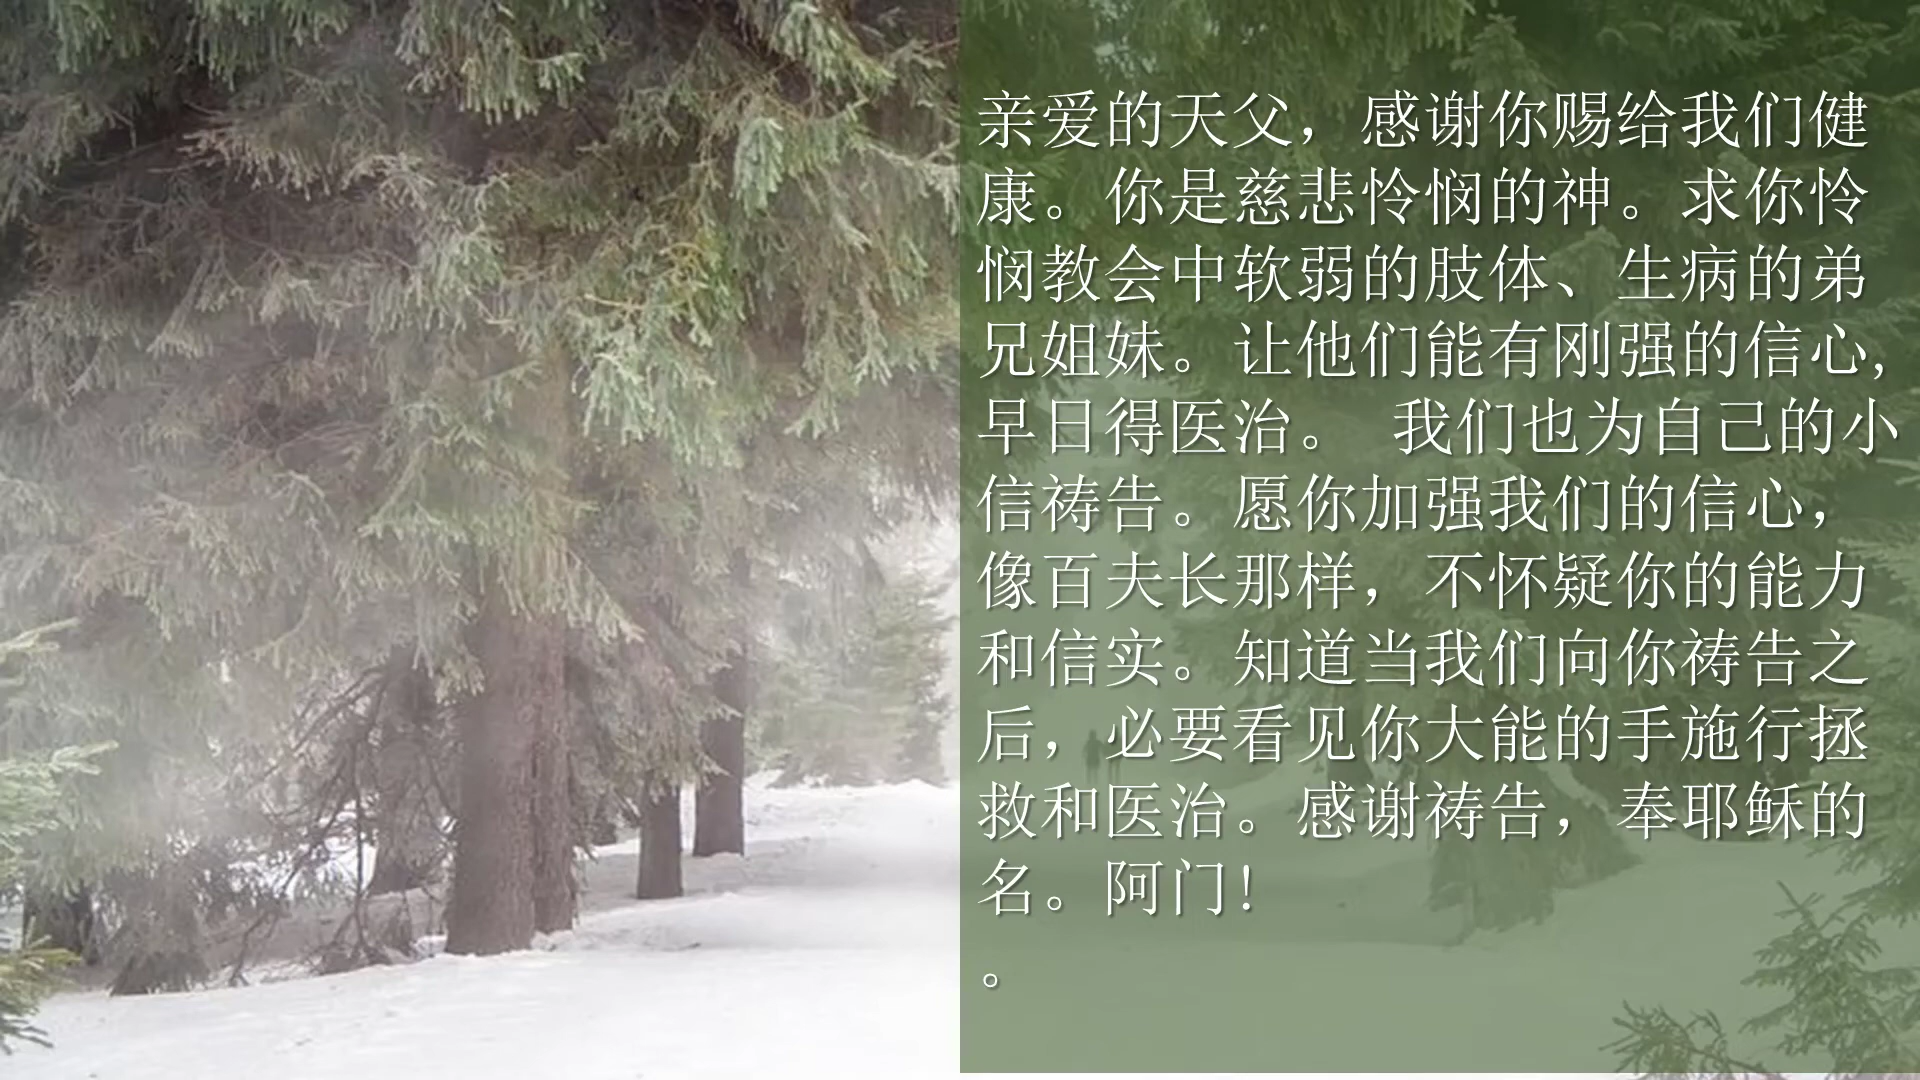 亲爱的天父，感谢你赐给我们健
康。你是慈悲怜悯的神。求你怜
悯教会中软弱的肢体、生病的弟
兄姐妹。让他们能有刚强的信心，
早日得医治。 我们也为自己的小
信祷告。愿你加强我们的信心，
像百夫长那样，不怀疑你的能力
和信实。知道当我们向你祷告之
后，必要看见你大能的手施行拯
救和医治。感谢祷告，奉耶稣的
名。阿门！
。